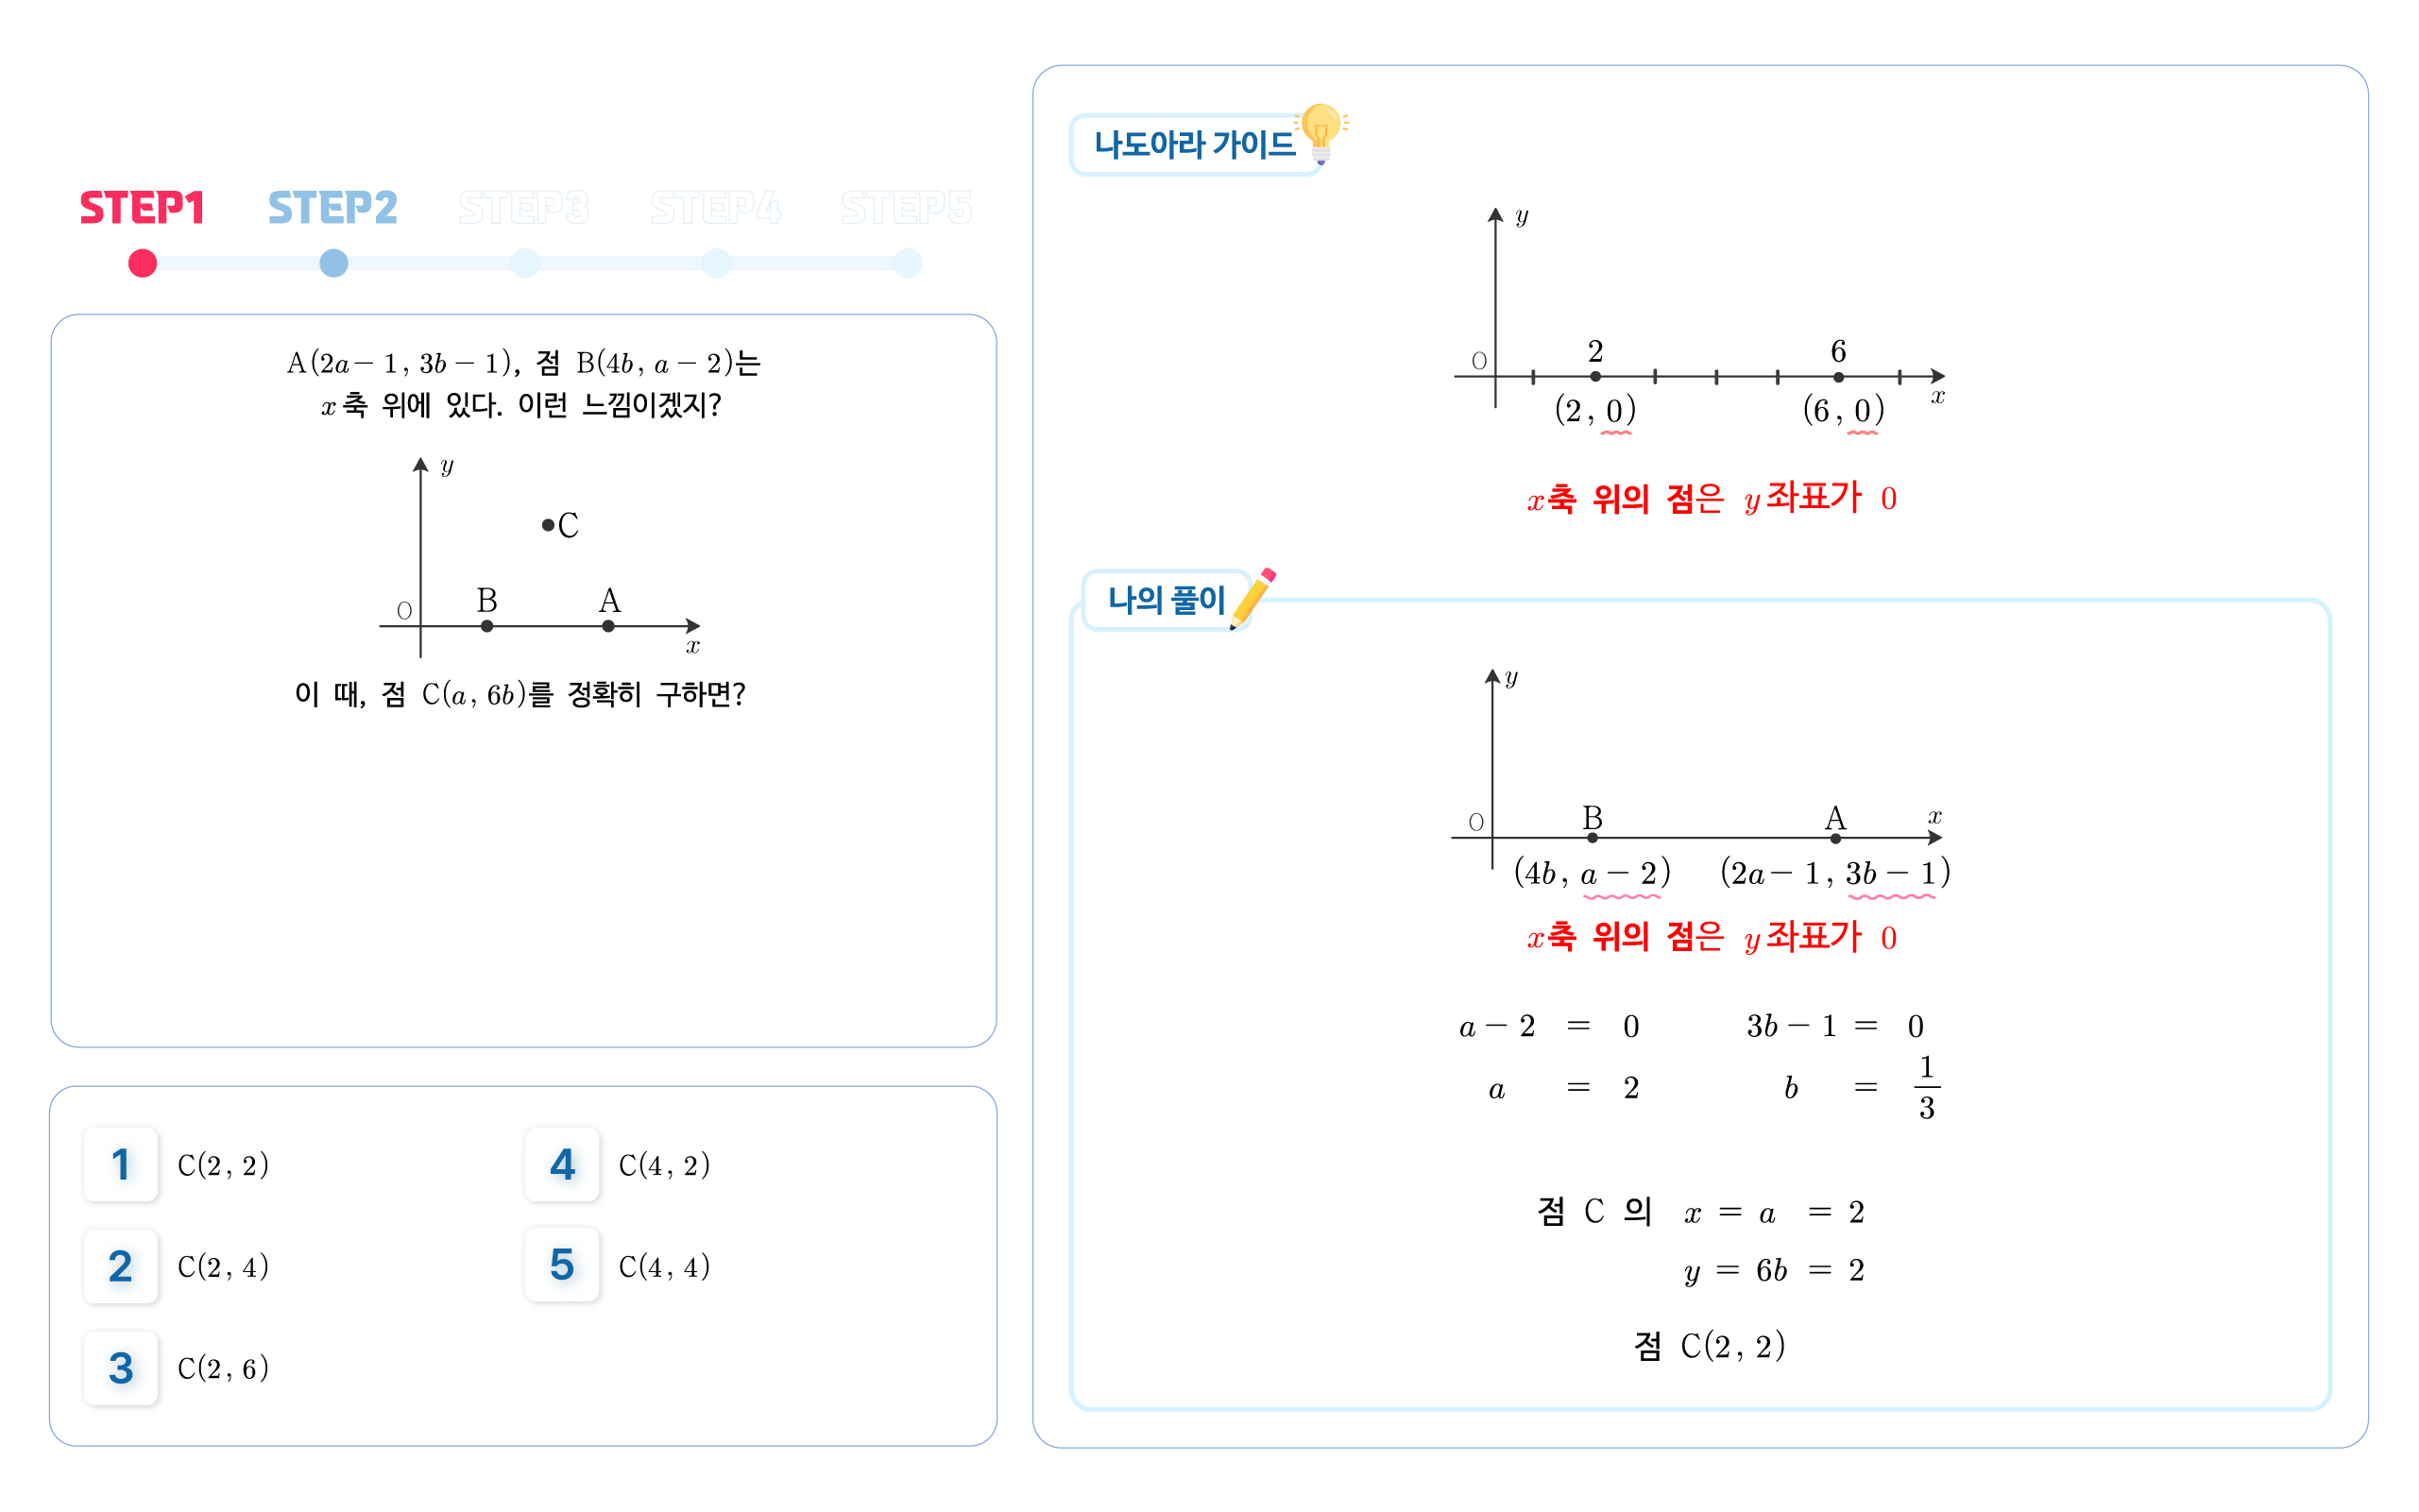 STEP1 STEP2 STEP3 STEP4 STEP5
A(2a − 1, 3b − 1), 점 B(4b, a − 2)는
x축 위에 있다. 이런 느낌이겠지?
y
C
B A
O
x
이 때, 점 C(a, 6b)를 정확히 구하면?
1 C(2, 2)
2 C(2, 4)
3 C(2, 6)
4 C(4, 2)
5 C(4, 4)
나도아라 가이드
y
2 6
O
x
(2, 0) (6, 0)
x축 위의 점은 y좌표가 0
나의 풀이
y
B A x
O
(4b, a − 2) (2a − 1, 3b − 1)
x축 위의 점은 y좌표가 0
a − 2 = 0 3b − 1 = 0
a = 2 b = 1/3
점 C 의 x = a = 2
y = 6b = 2
점 C(2, 2)